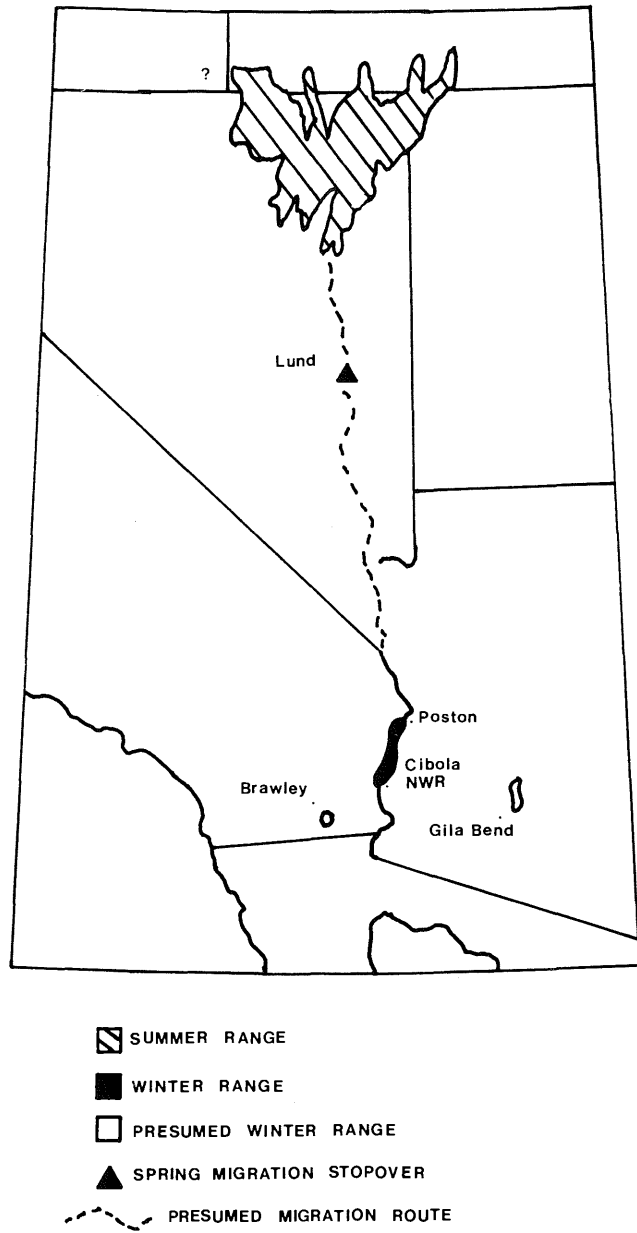 ?
Lund
Poston
Cibola
NWR
Brawley
Gila Bend
SUMMER RANGE
WINTER RANGE
PRESUMED WINTER RANGE
SPRING MIGRATION STOPOVER
PRESUMED MIGRATION ROUTE